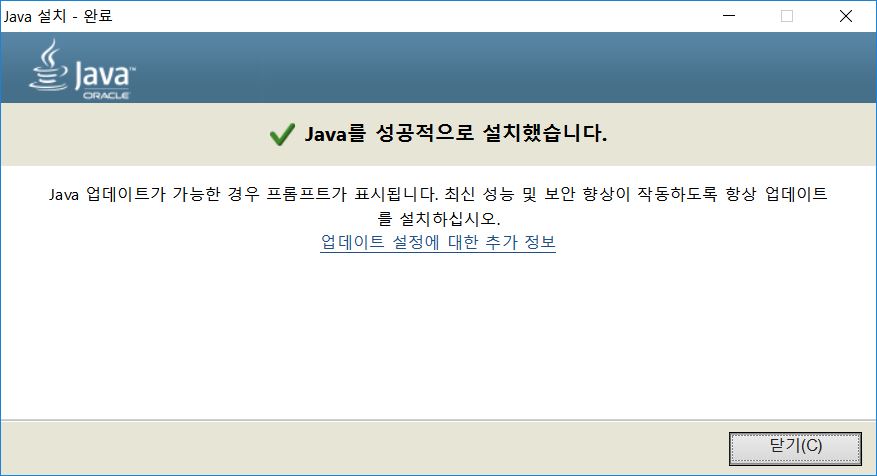 Java 설치 - 완료
Java™
ORACLE
Java를 성공적으로 설치했습니다.
Java 업데이트가 가능한 경우 프롬프트가 표시됩니다. 최신 성능 및 보안 향상이 작동하도록 항상 업데이트
를 설치하십시오.
업데이트 설정에 대한 추가 정보
닫기(C)